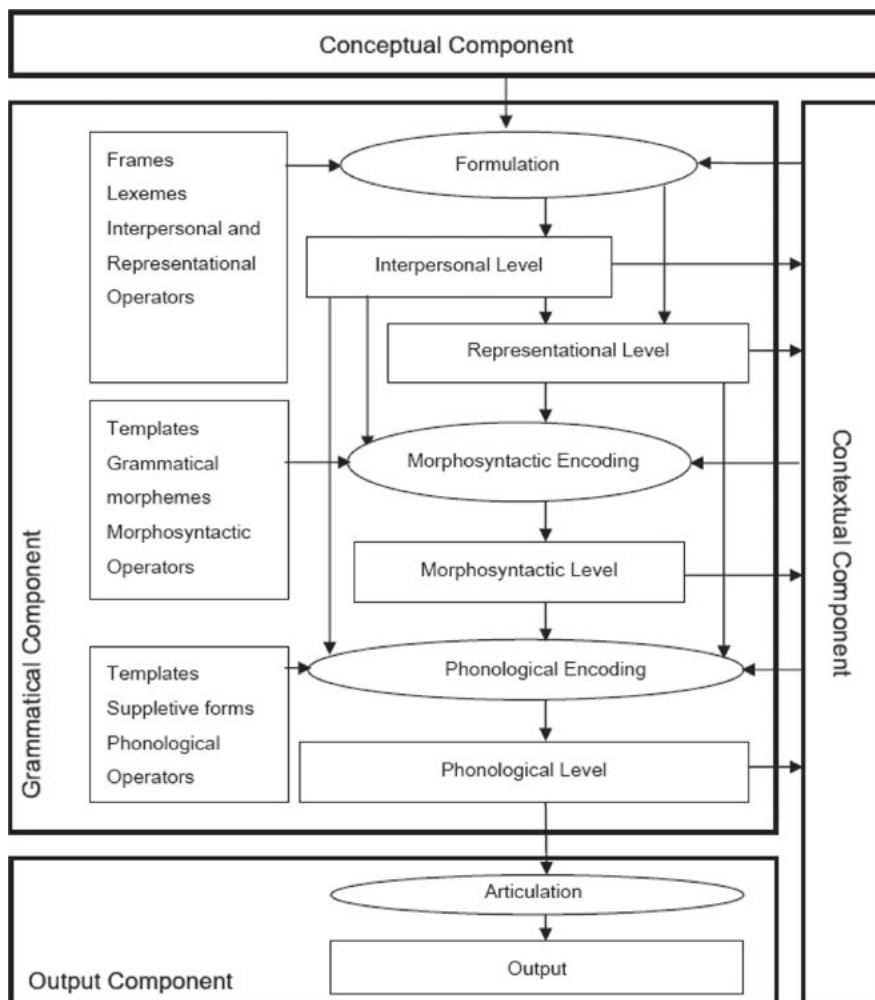 Conceptual Component
Frames
Lexemes
Interpersonal and
Representational
Operators
Formulation
Interpersonal Level
Representational Level
Templates
Grammatical
morphemes
Morphosyntactic
Operators
Morphosyntactic Encoding
Morphosyntactic Level
Templates
Suppletive forms
Phonological
Operators
Phonological Encoding
Phonological Level
Grammatical Component
Contextual Component
Articulation
Output
Output Component